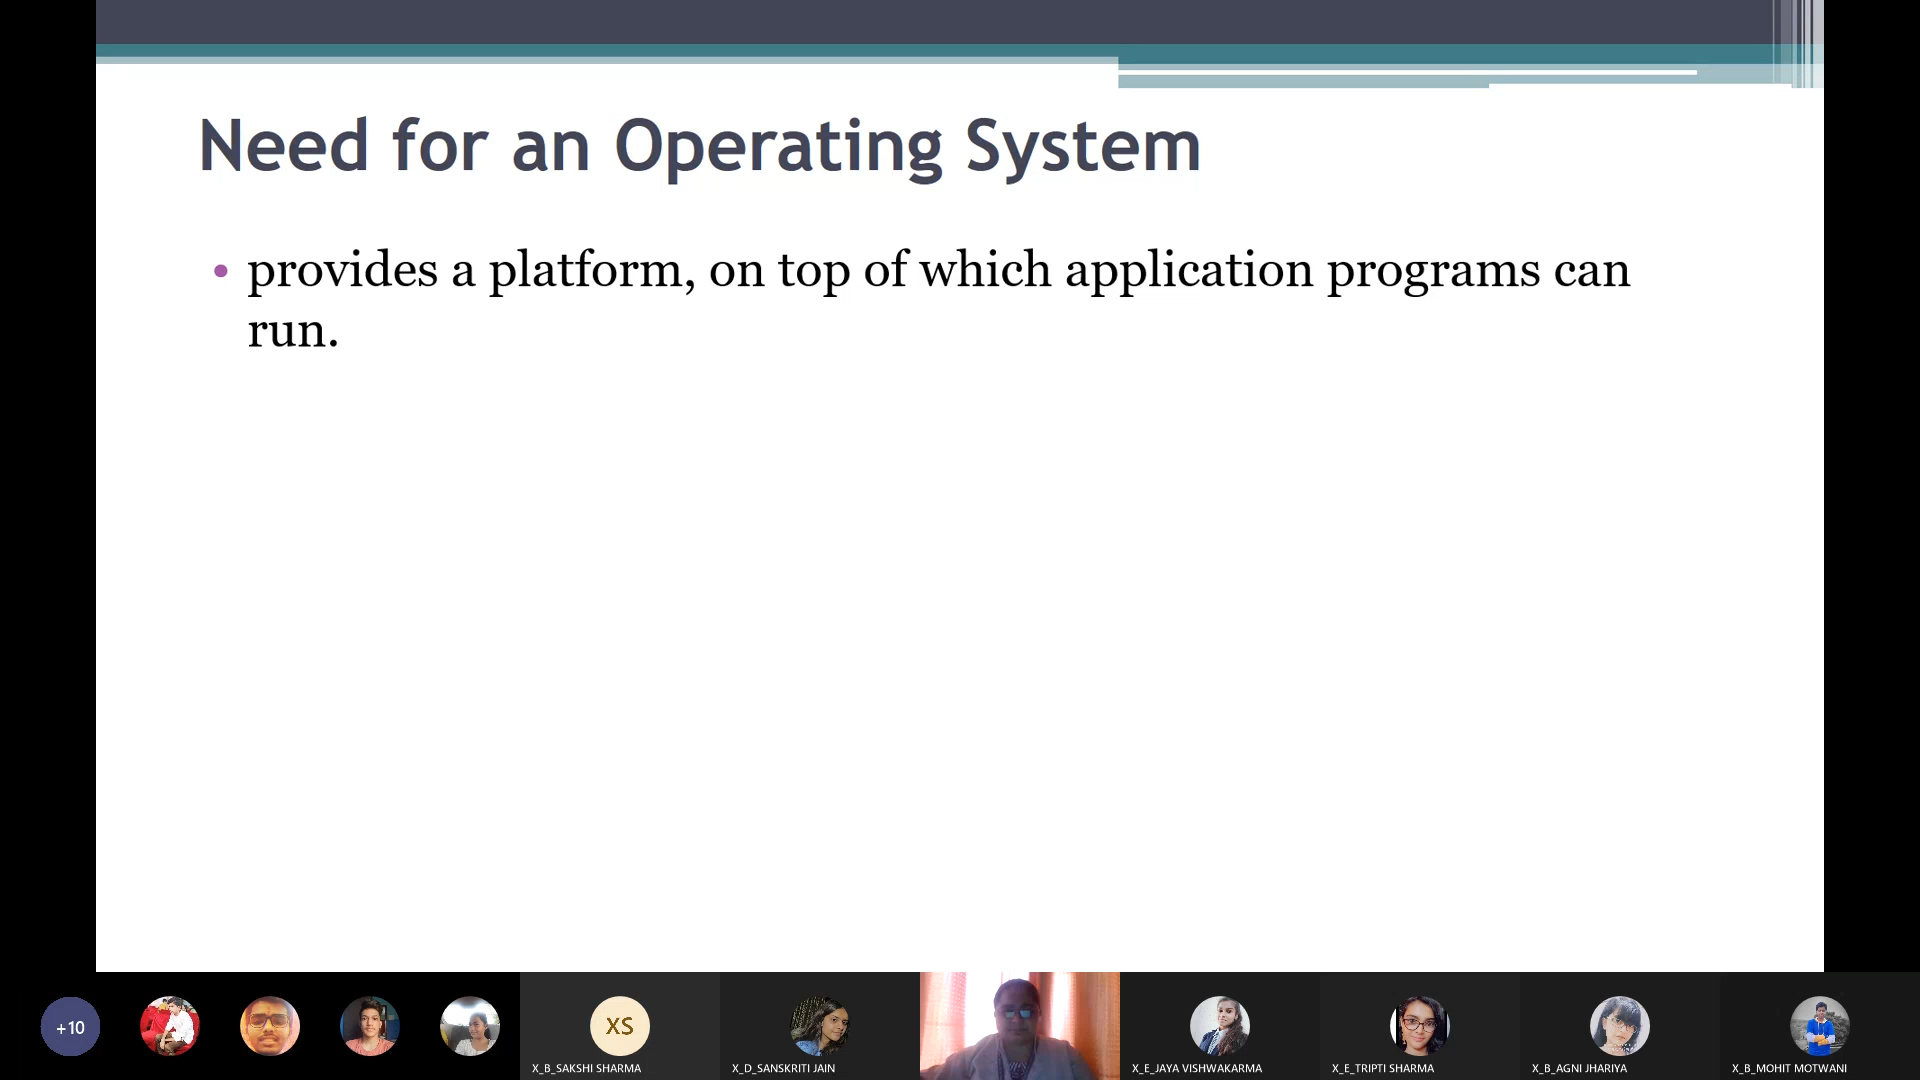 Need for an Operating System
• provides a platform, on top of which application programs can
run.
+10
XS
X_B_SAKSHI SHARMA
X_D_SANSKRITI JAIN
X_E_JAYA VISHWAKARMA
X_E_TRIPTI SHARMA
X_B_AGNI JHARIYA
X_B_MOHIT MOTWANI